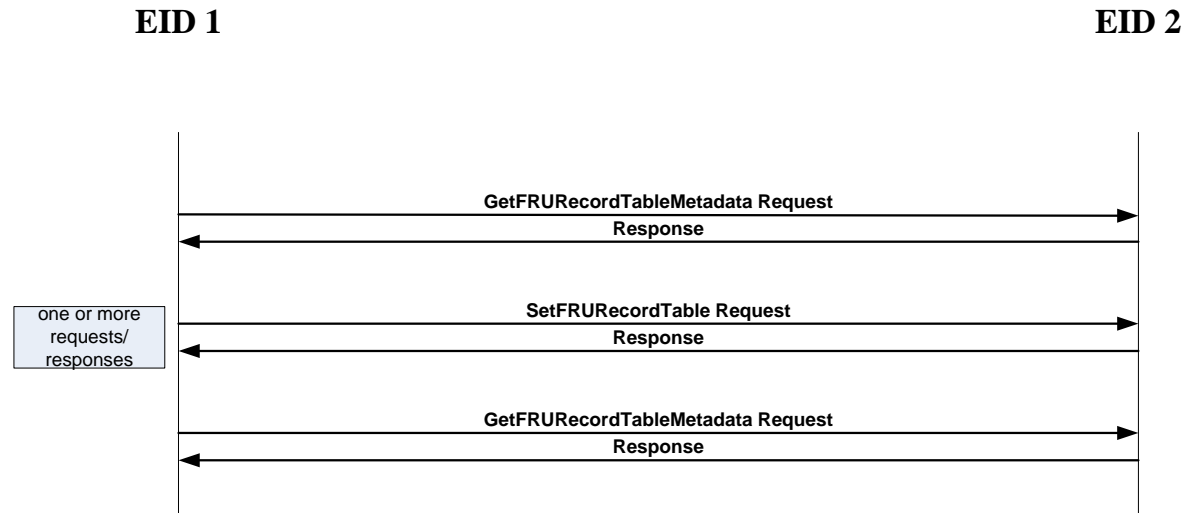 EID 1
EID 2
GetFRURecordTableMetadata Request
Response
one or more
requests/
responses
SetFRURecordTable Request
Response
GetFRURecordTableMetadata Request
Response